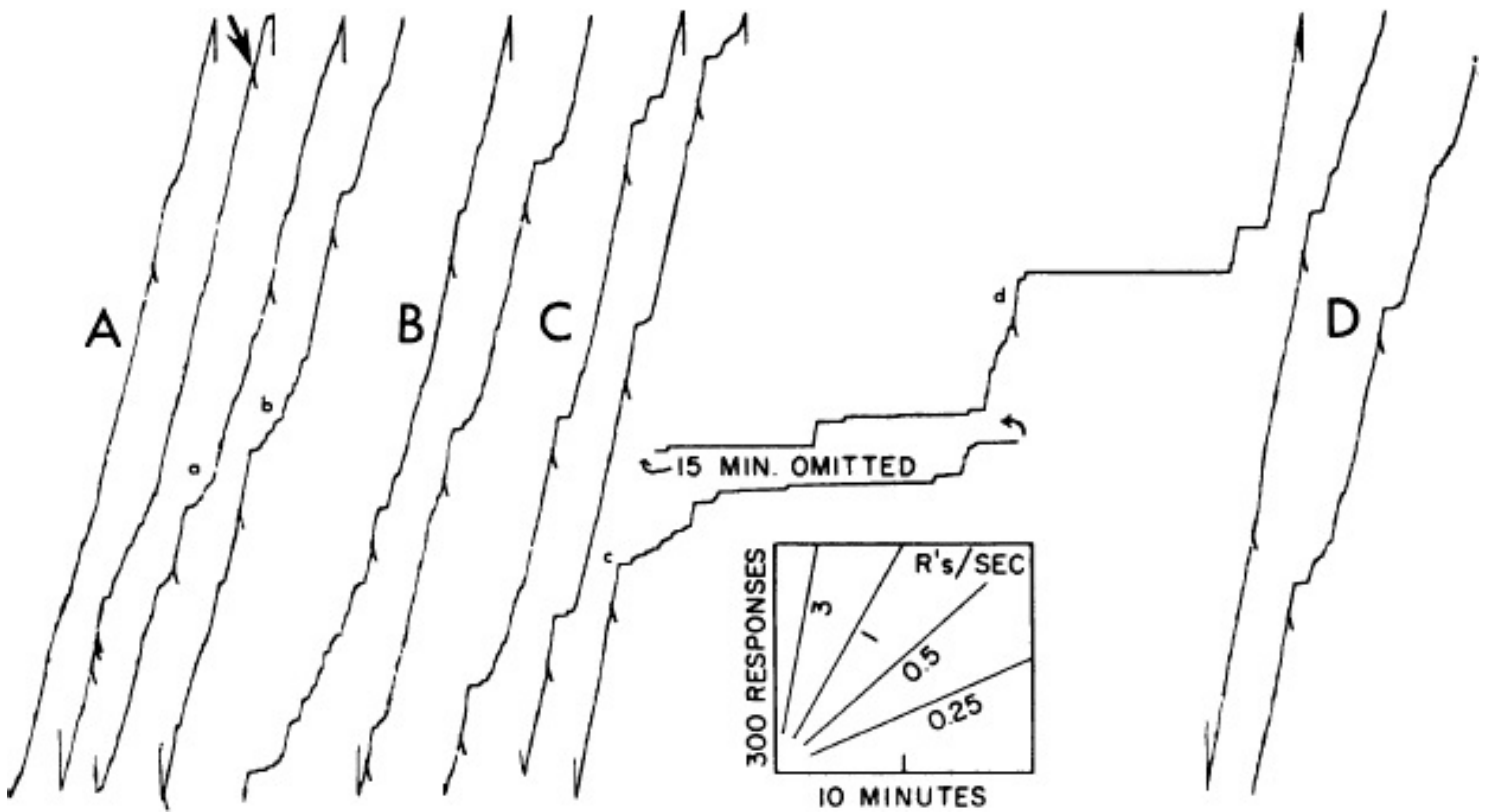 A
B
C
D
a
b
c
d
15 MIN. OMITTED
R's/SEC
3
1
0.5
0.25
300 RESPONSES
10 MINUTES